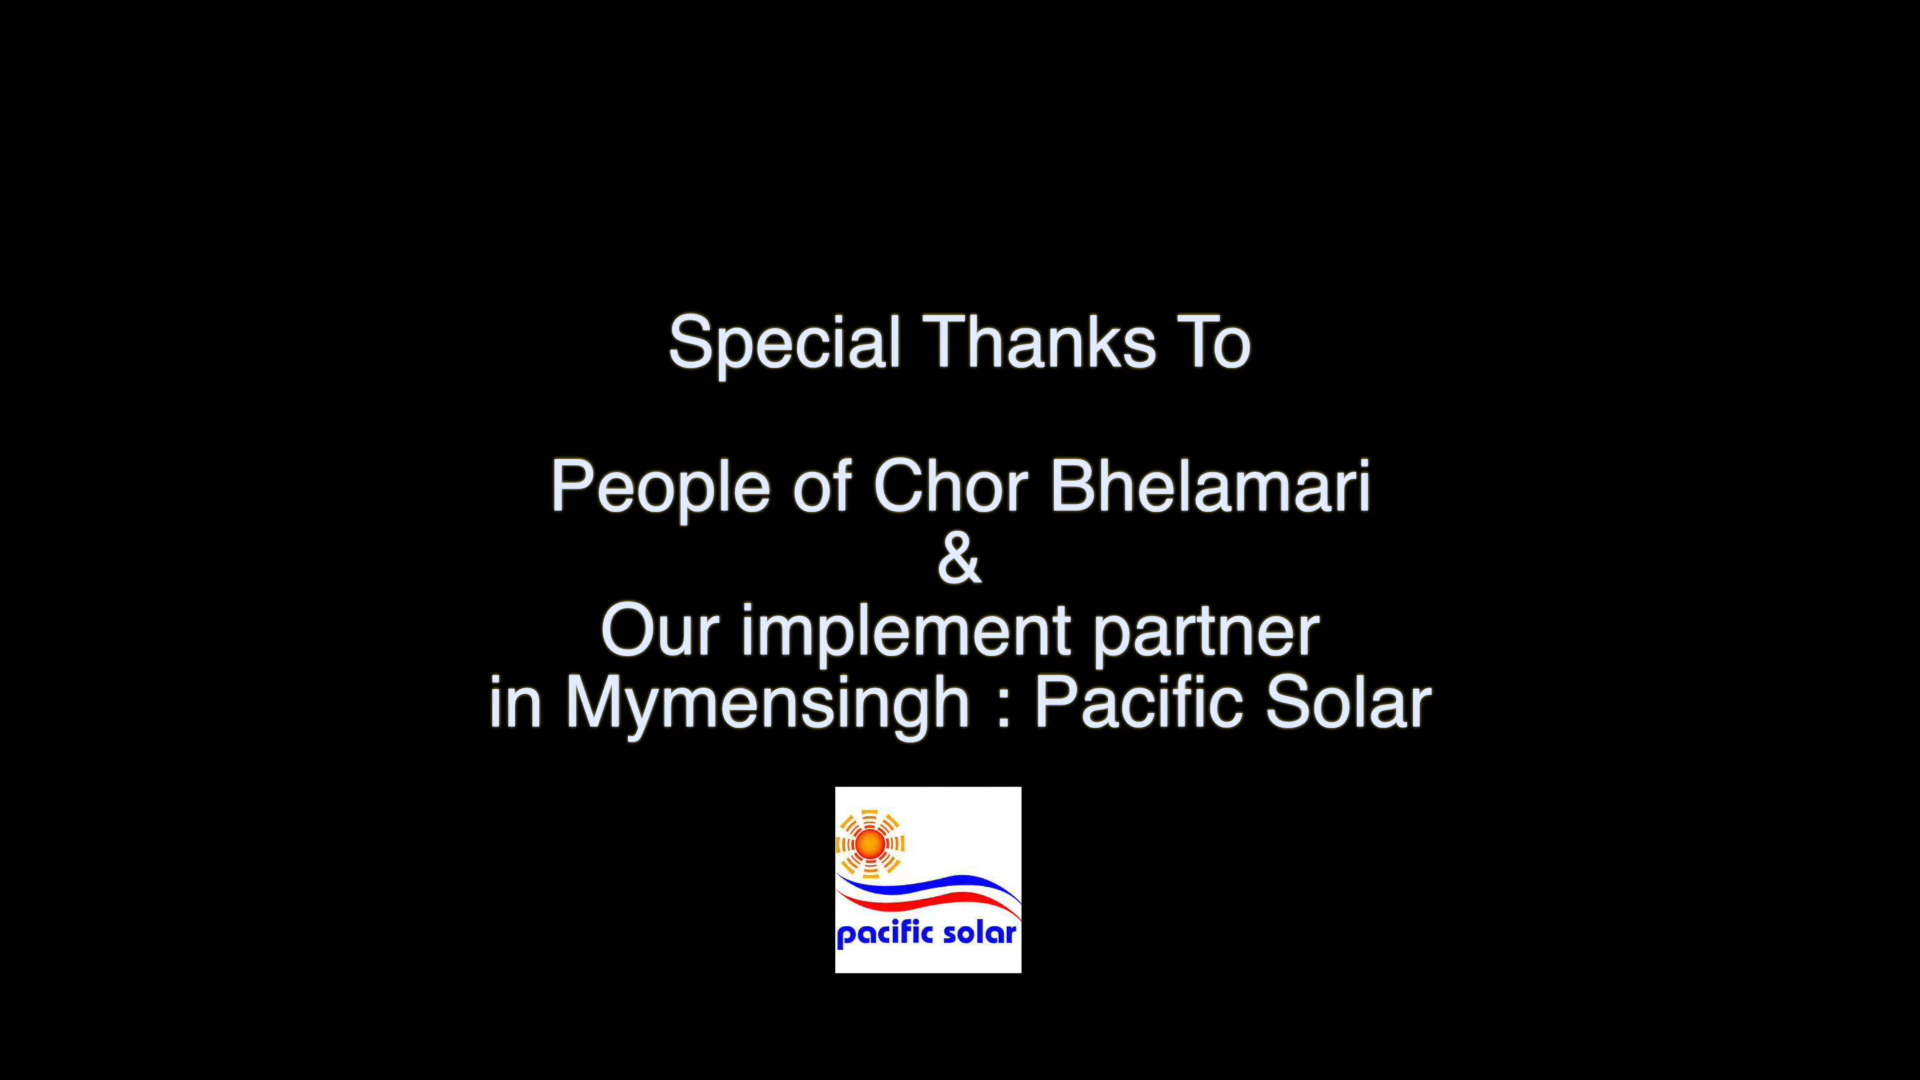 Special Thanks To
People of Chor Bhelamari
&
Our implement partner
in Mymensingh : Pacific Solar
pacific solar